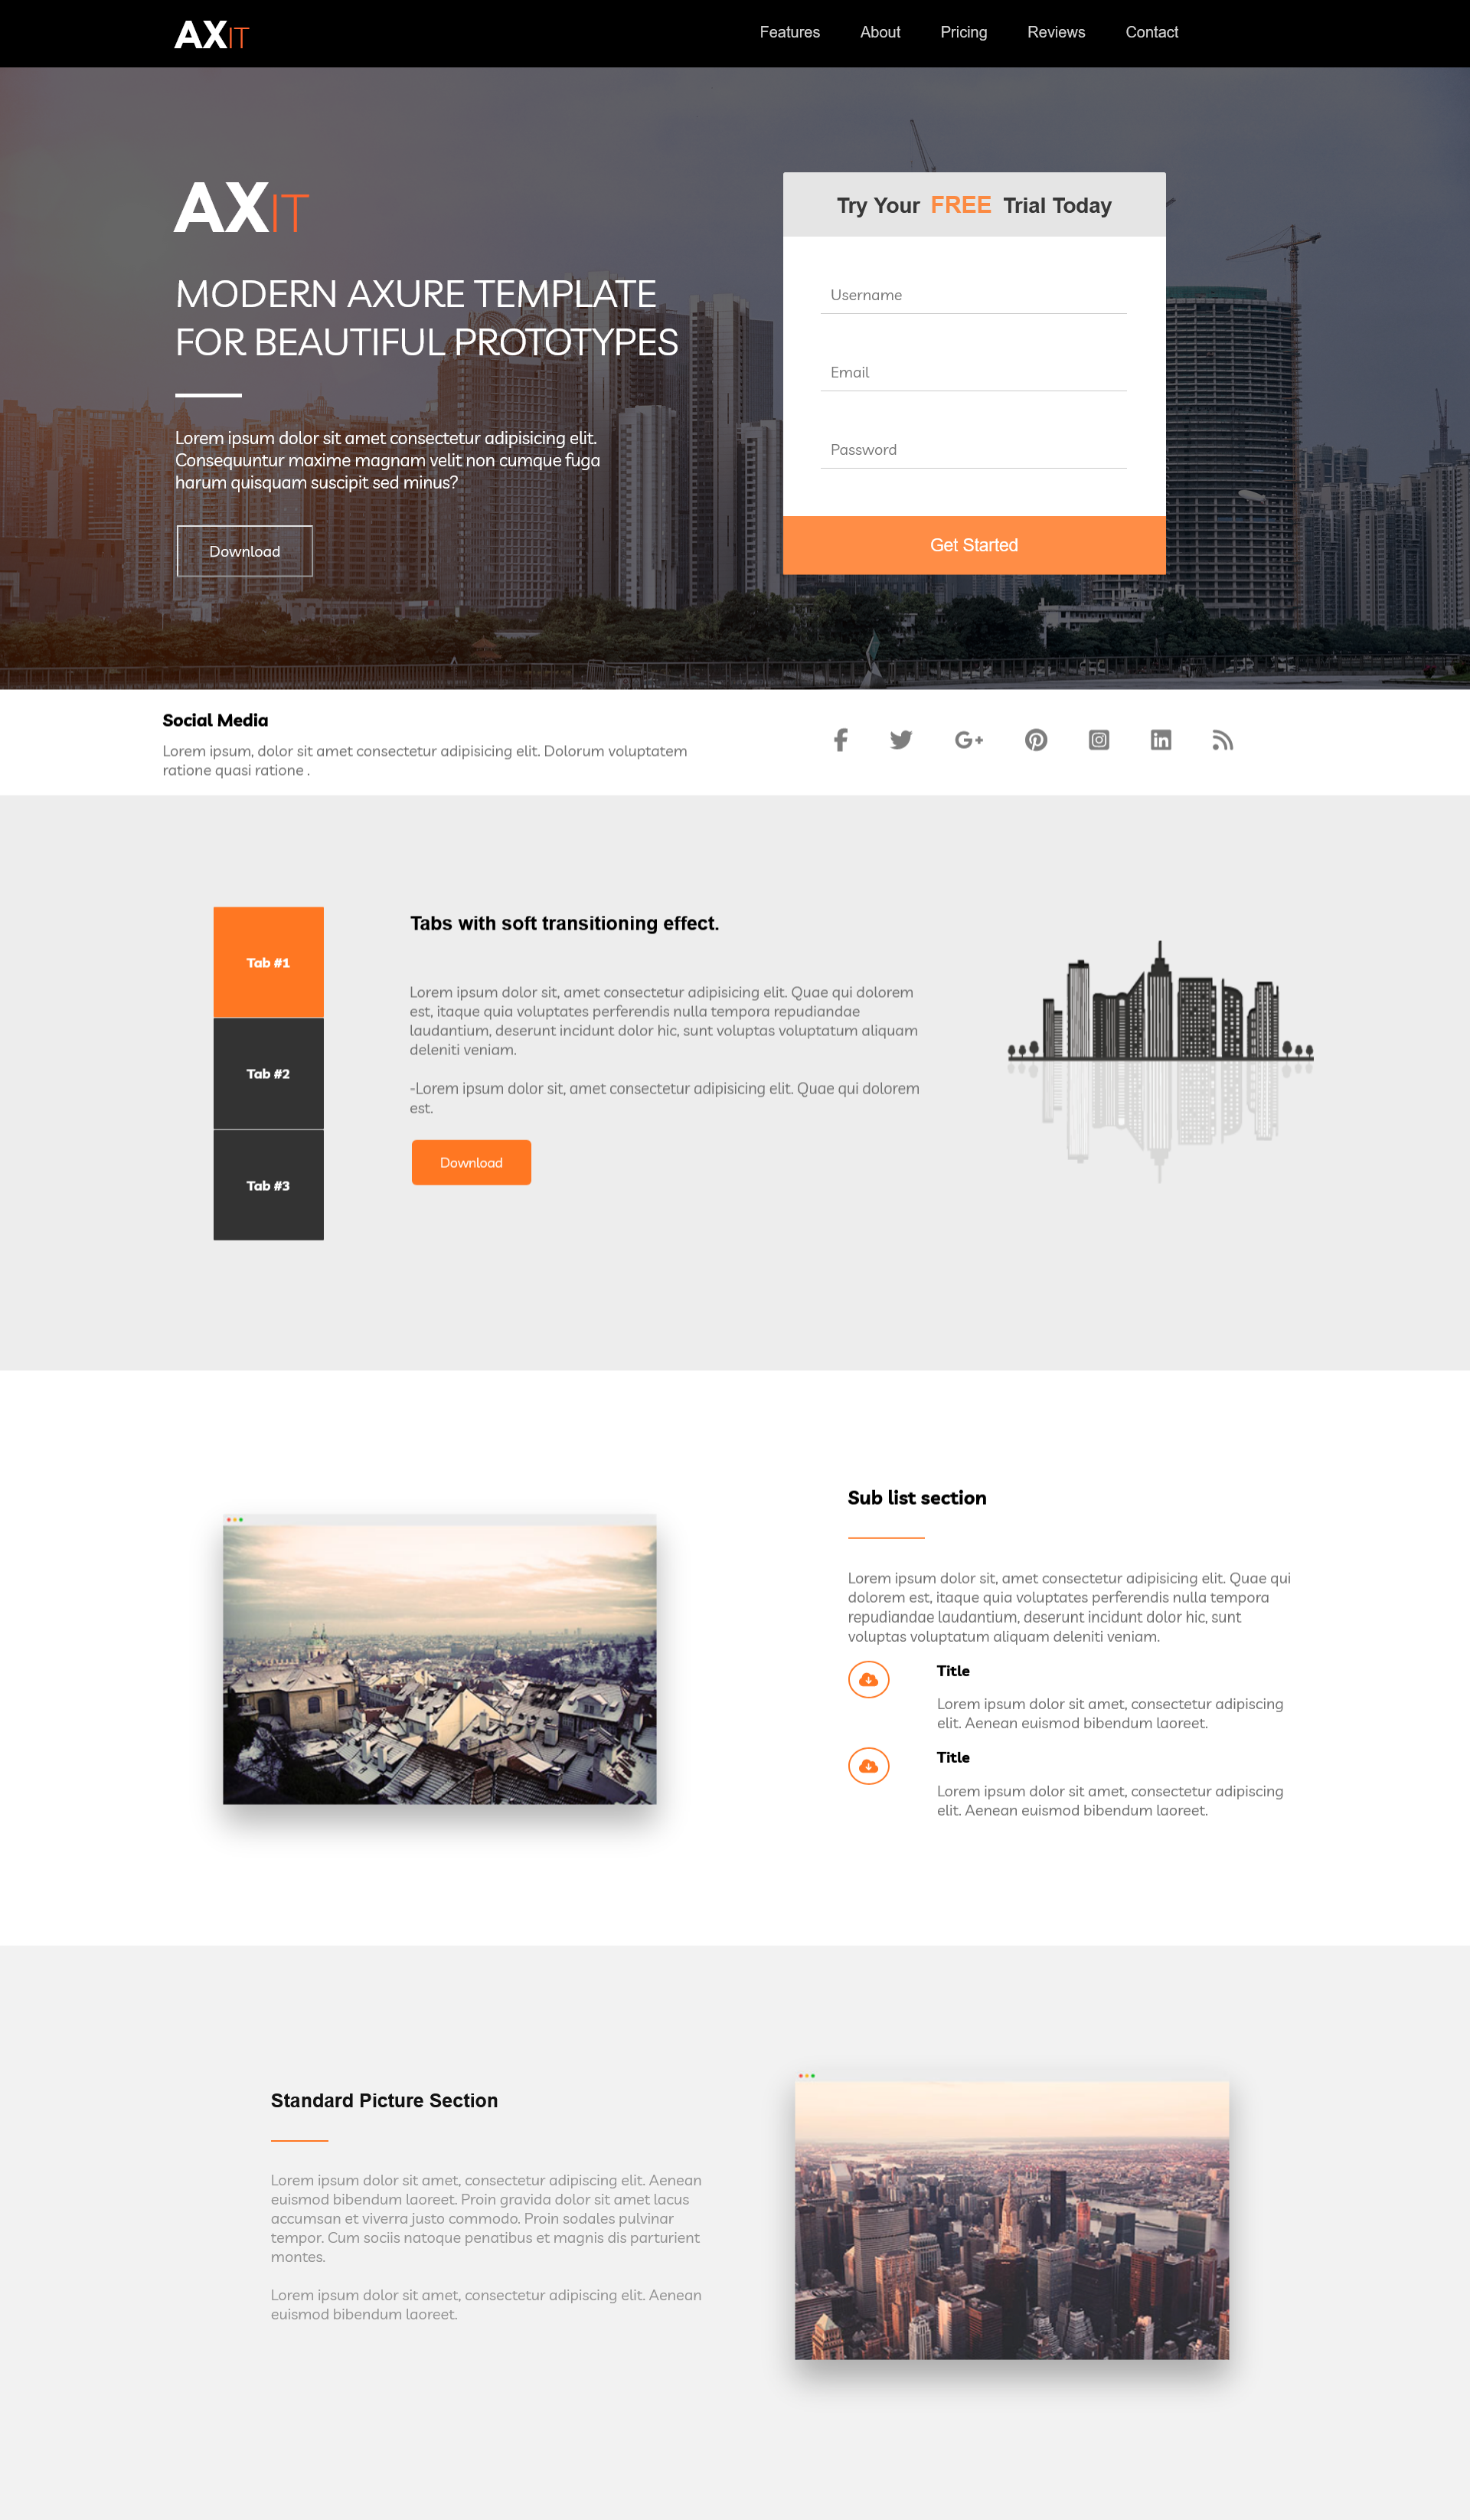 AXIT
Features About Pricing Reviews Contact
AXIT
MODERN AXURE TEMPLATE
FOR BEAUTIFUL PROTOTYPES
Lorem ipsum dolor sit amet consectetur adipisicing elit.
Consequuntur maxime magnam velit non cumque fuga
harum quisquam suscipit sed minus?
Download
Try Your FREE Trial Today
Username
Email
Password
Get Started
Social Media
Lorem ipsum, dolor sit amet consectetur adipisicing elit. Dolorum voluptatem
ratione quasi ratione .
Tab #1
Tab #2
Tab #3
Tabs with soft transitioning effect.
Lorem ipsum dolor sit, amet consectetur adipisicing elit. Quae qui dolorem
est, itaque quia voluptates perferendis nulla tempora repudiandae
laudantium, deserunt incidunt dolor hic, sunt voluptas voluptatum aliquam
deleniti veniam.
-Lorem ipsum dolor sit, amet consectetur adipisicing elit. Quae qui dolorem
est.
Download
Sub list section
Lorem ipsum dolor sit, amet consectetur adipisicing elit. Quae qui
dolorem est, itaque quia voluptates perferendis nulla tempora
repudiandae laudantium, deserunt incidunt dolor hic, sunt
voluptas voluptatum aliquam deleniti veniam.
Title
Lorem ipsum dolor sit amet, consectetur adipiscing
elit. Aenean euismod bibendum laoreet.
Title
Lorem ipsum dolor sit amet, consectetur adipiscing
elit. Aenean euismod bibendum laoreet.
Standard Picture Section
Lorem ipsum dolor sit amet, consectetur adipiscing elit. Aenean
euismod bibendum laoreet. Proin gravida dolor sit amet lacus
accumsan et viverra justo commodo. Proin sodales pulvinar
tempor. Cum sociis natoque penatibus et magnis dis parturient
montes.
Lorem ipsum dolor sit amet, consectetur adipiscing elit. Aenean
euismod bibendum laoreet.